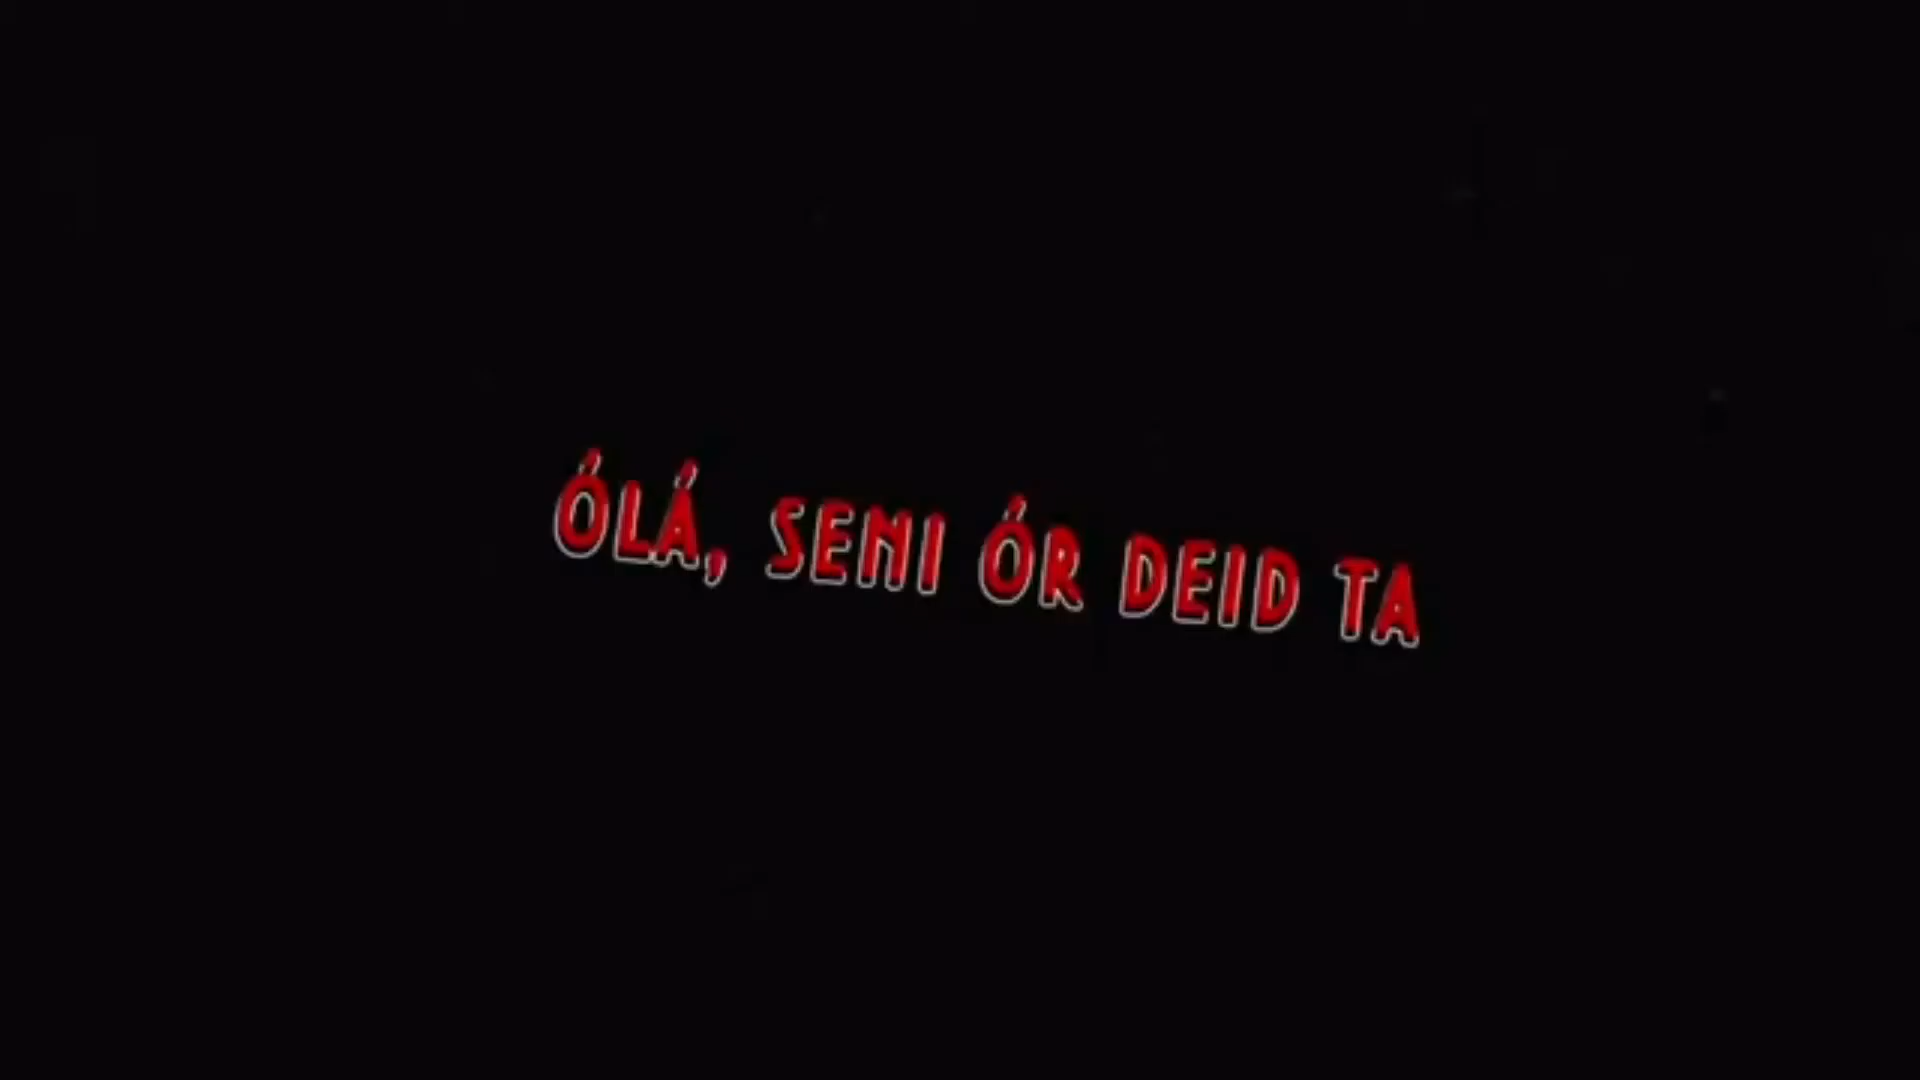 ÓLÁ, SENI ÓR DEID TA